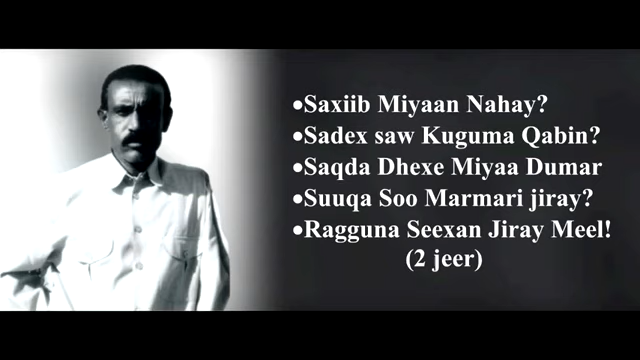 •Saxiib Miyaan Nahay?
•Sadex saw Kuguma Qabin?
•Saqda Dhexe Miyaa Dumar
•Suuqa Soo Marmari jiray?
•Ragguna Seexan Jiray Meel!
(2 jeer)